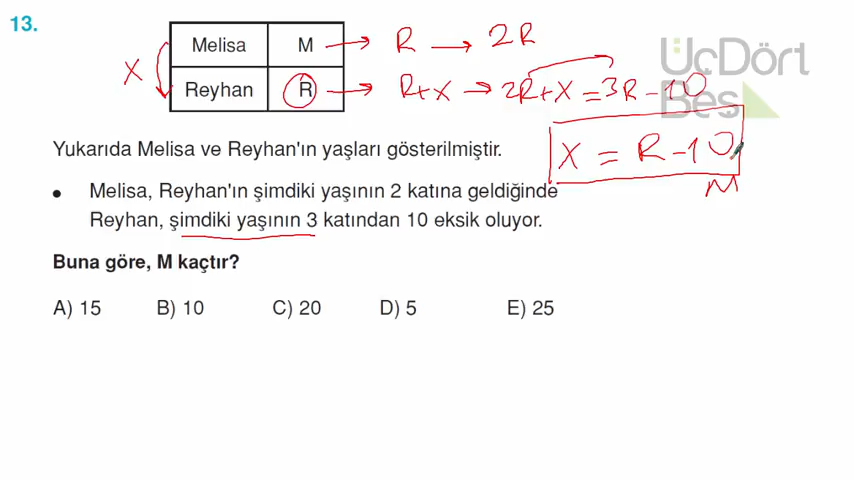 13.
Melisa M → R → 2R
X Reyhan R → R+X → 2R+X = 3R-10
ÜçDört
Beş
Yukarıda Melisa ve Reyhan'ın yaşları gösterilmiştir.
X = R-10
M
• Melisa, Reyhan'ın şimdiki yaşının 2 katına geldiğinde
Reyhan, şimdiki yaşının 3 katından 10 eksik oluyor.
Buna göre, M kaçtır?
A) 15 B) 10 C) 20 D) 5 E) 25